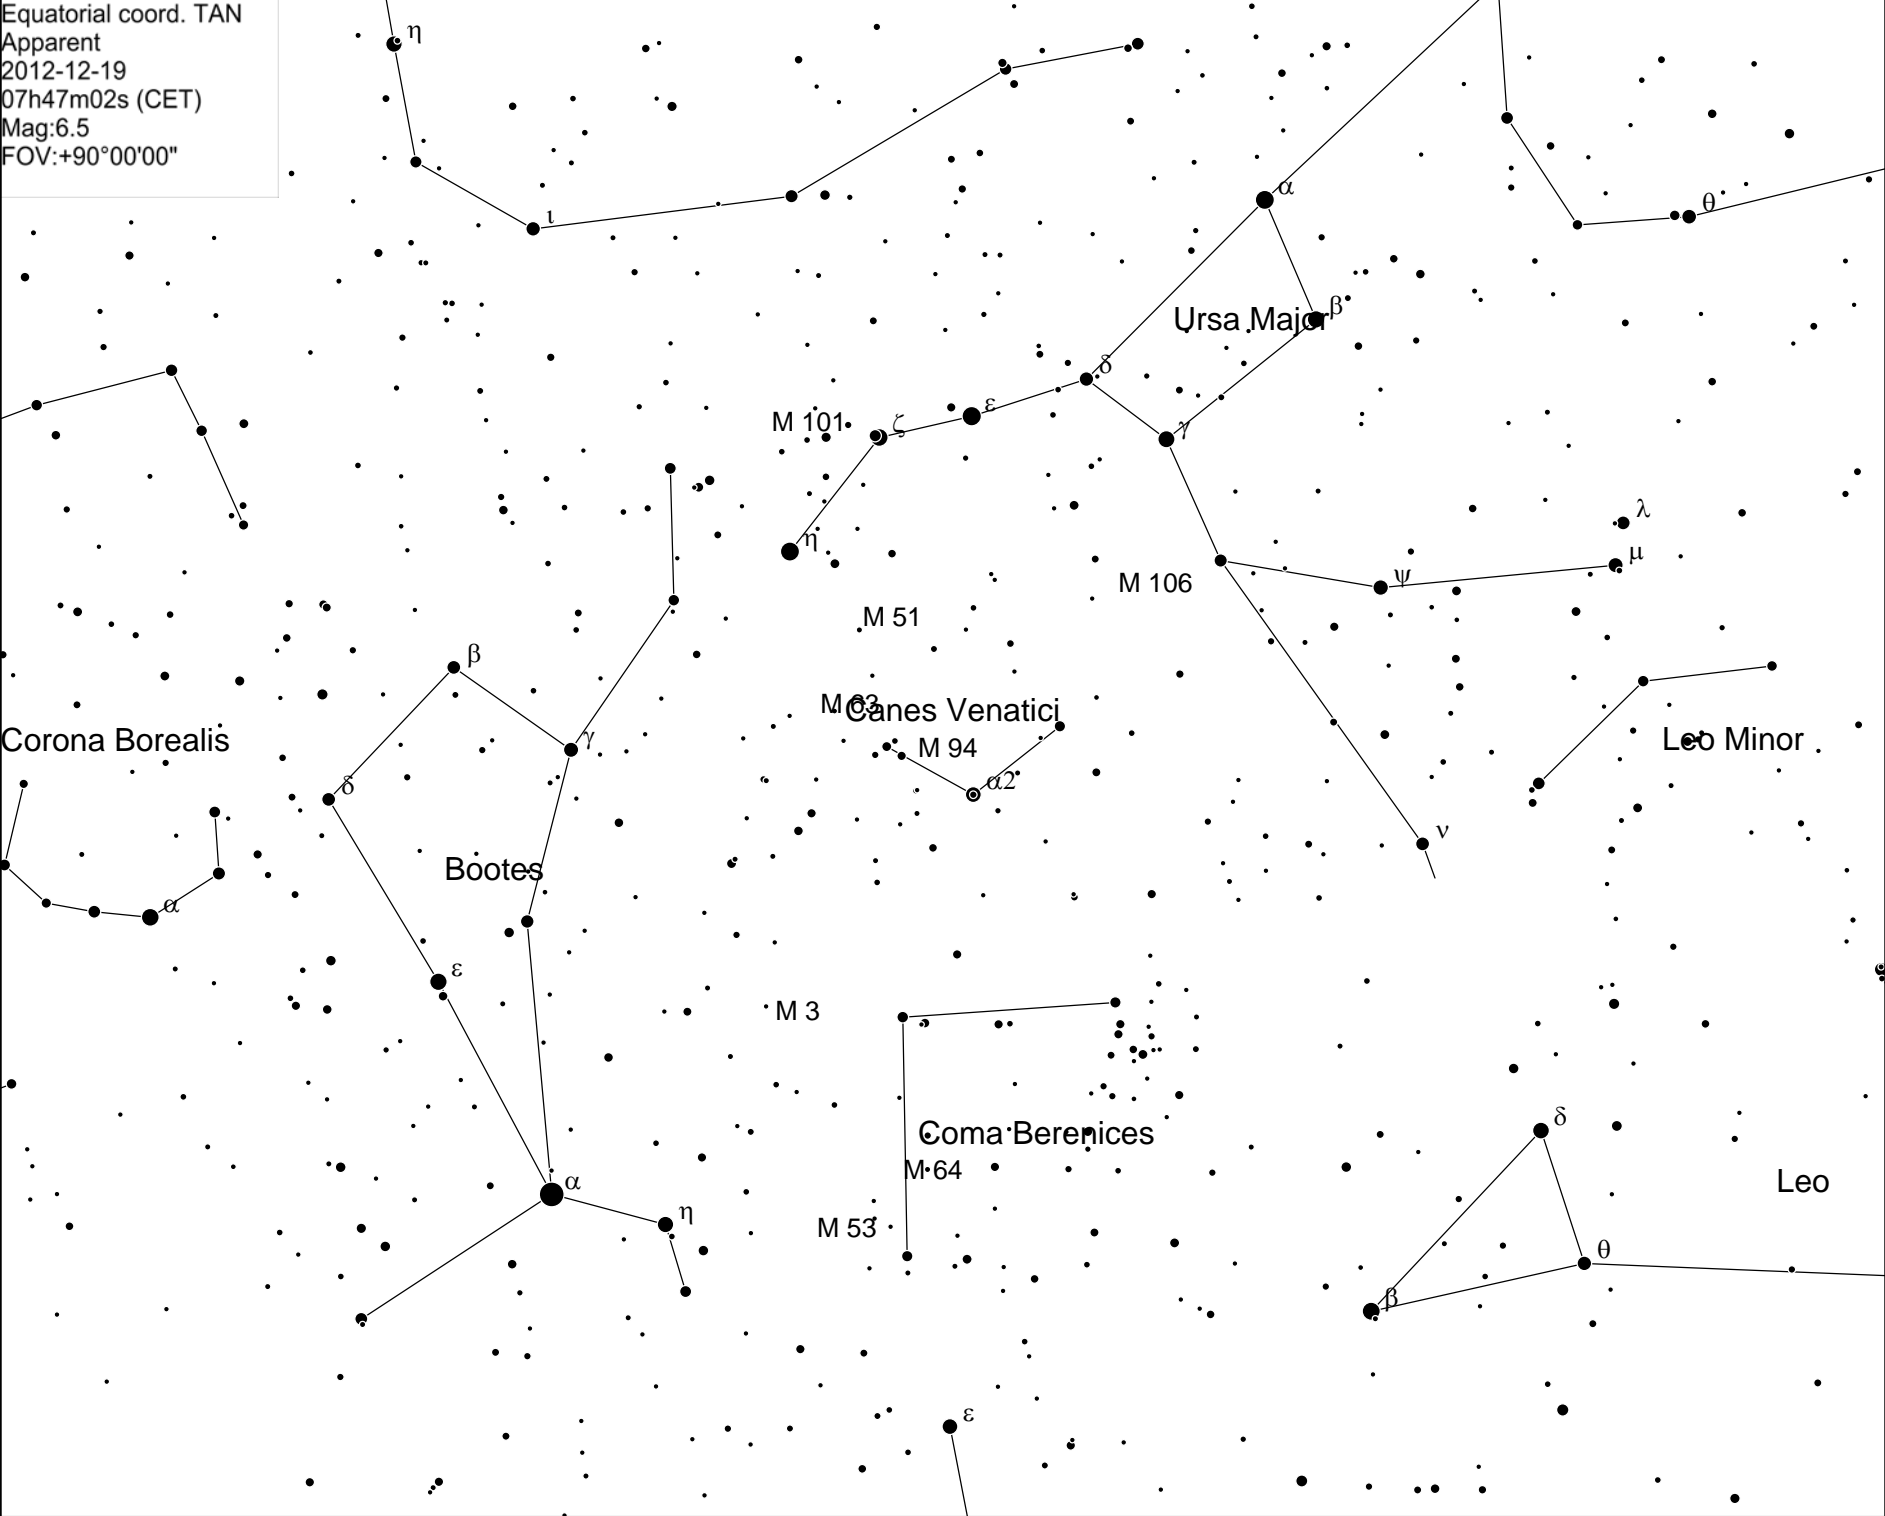 Equatorial coord. TAN
Apparent
2012-12-19
07h47m02s (CET)
Mag:6.5
FOV:+90°00'00"
η
ι
α
θ
Ursa Major β
δ
ε
M 101 ζ
γ
η
λ
μ
M 106 ψ
M 51
β
M 63
Canes Venatici
Corona Borealis
γ
M 94
Leo Minor
δ
α2
ν
Bootes
α
ε
M 3
δ
Coma Berenices
M 64
α
Leo
η
M 53
θ
β
ε